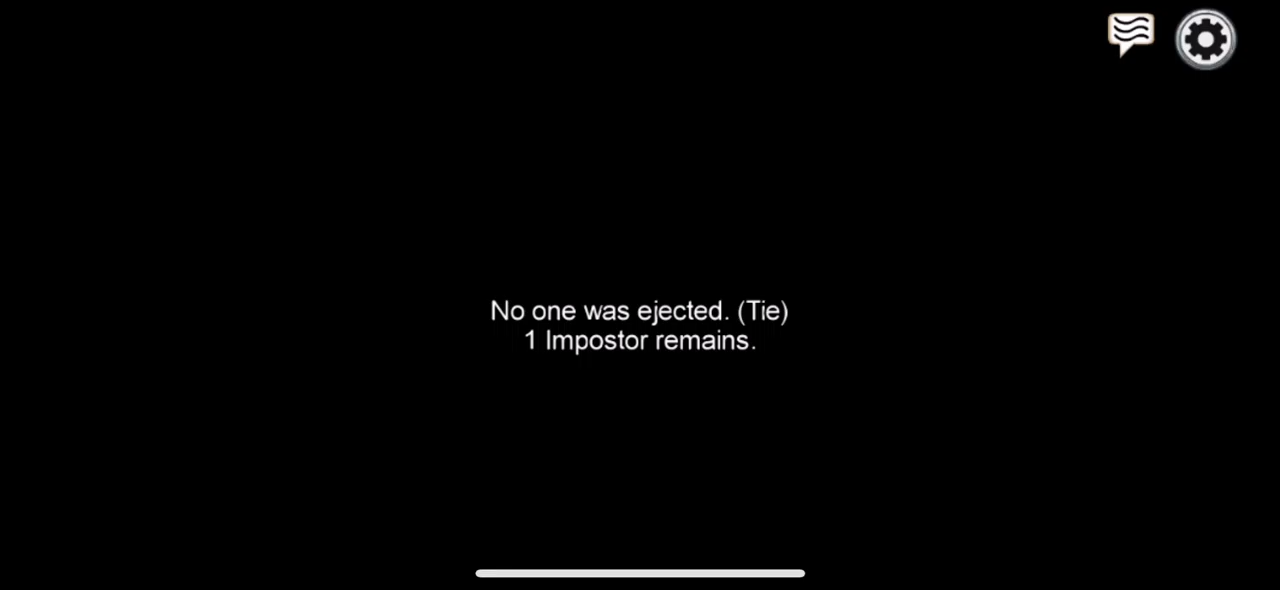 No one was ejected. (Tie)
1 Impostor remains.